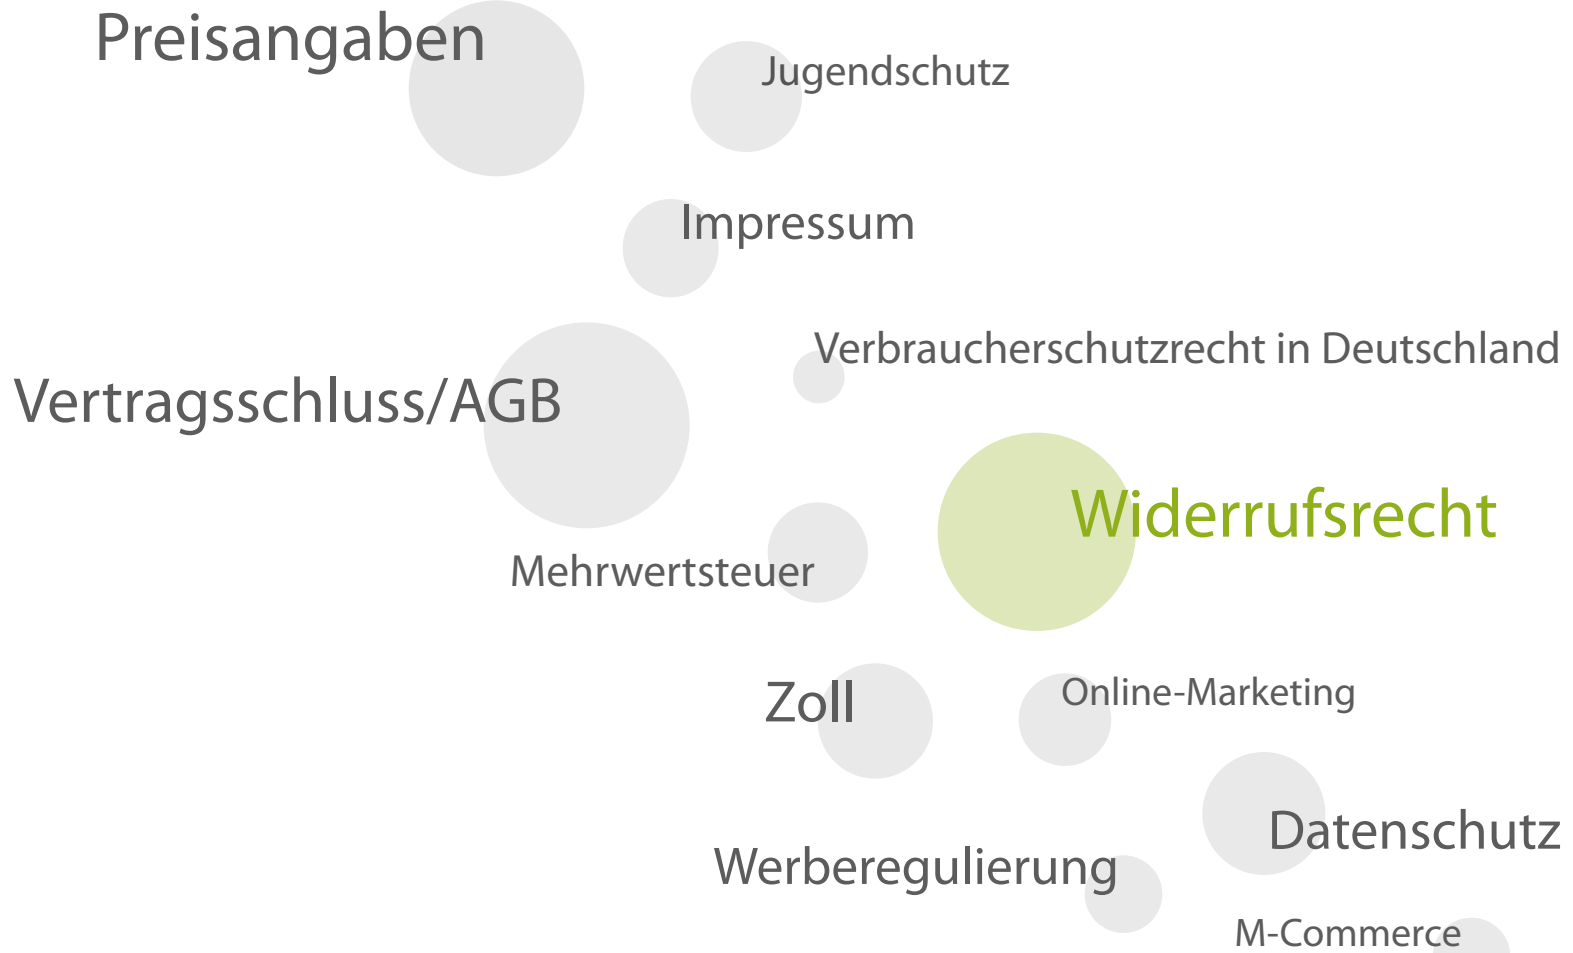 Preisangaben
Jugendschutz
Impressum
Verbraucherschutzrecht in Deutschland
Vertragsschluss/AGB
Widerrufsrecht
Mehrwertsteuer
Zoll
Online-Marketing
Datenschutz
Werberegulierung
M-Commerce